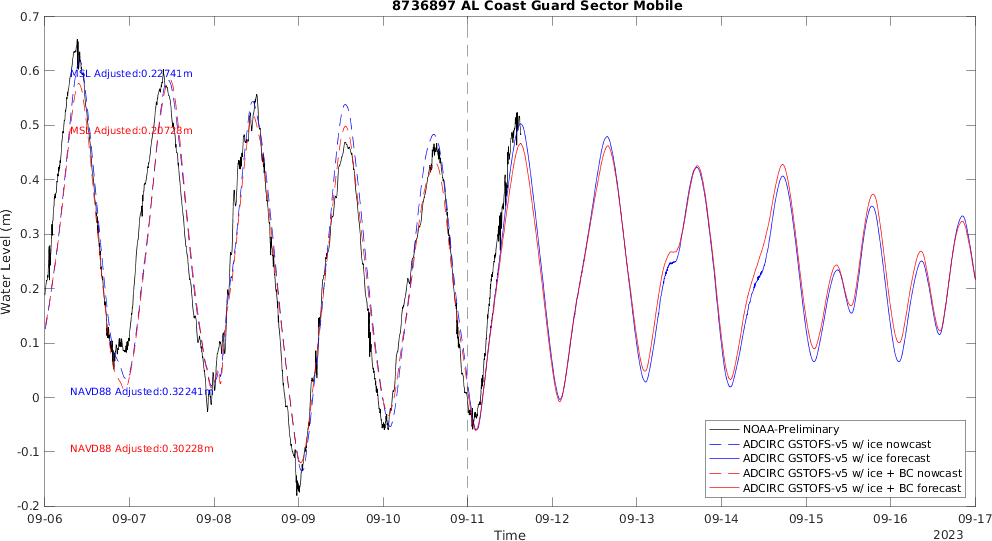 8736897 AL Coast Guard Sector Mobile
0.7
0.6
0.5
0.4
0.3
0.2
0.1
0
-0.1
-0.2
Water Level (m)
MSL Adjusted:0.22741m
MSL Adjusted:0.20728m
NAVD88 Adjusted:0.32241m
NAVD88 Adjusted:0.30228m
NOAA-Preliminary
ADCIRC GSTOFS-v5 w/ ice nowcast
ADCIRC GSTOFS-v5 w/ ice forecast
ADCIRC GSTOFS-v5 w/ ice + BC nowcast
ADCIRC GSTOFS-v5 w/ ice + BC forecast
09-06 09-07 09-08 09-09 09-10 09-11 09-12 09-13 09-14 09-15 09-16 09-17
Time
2023